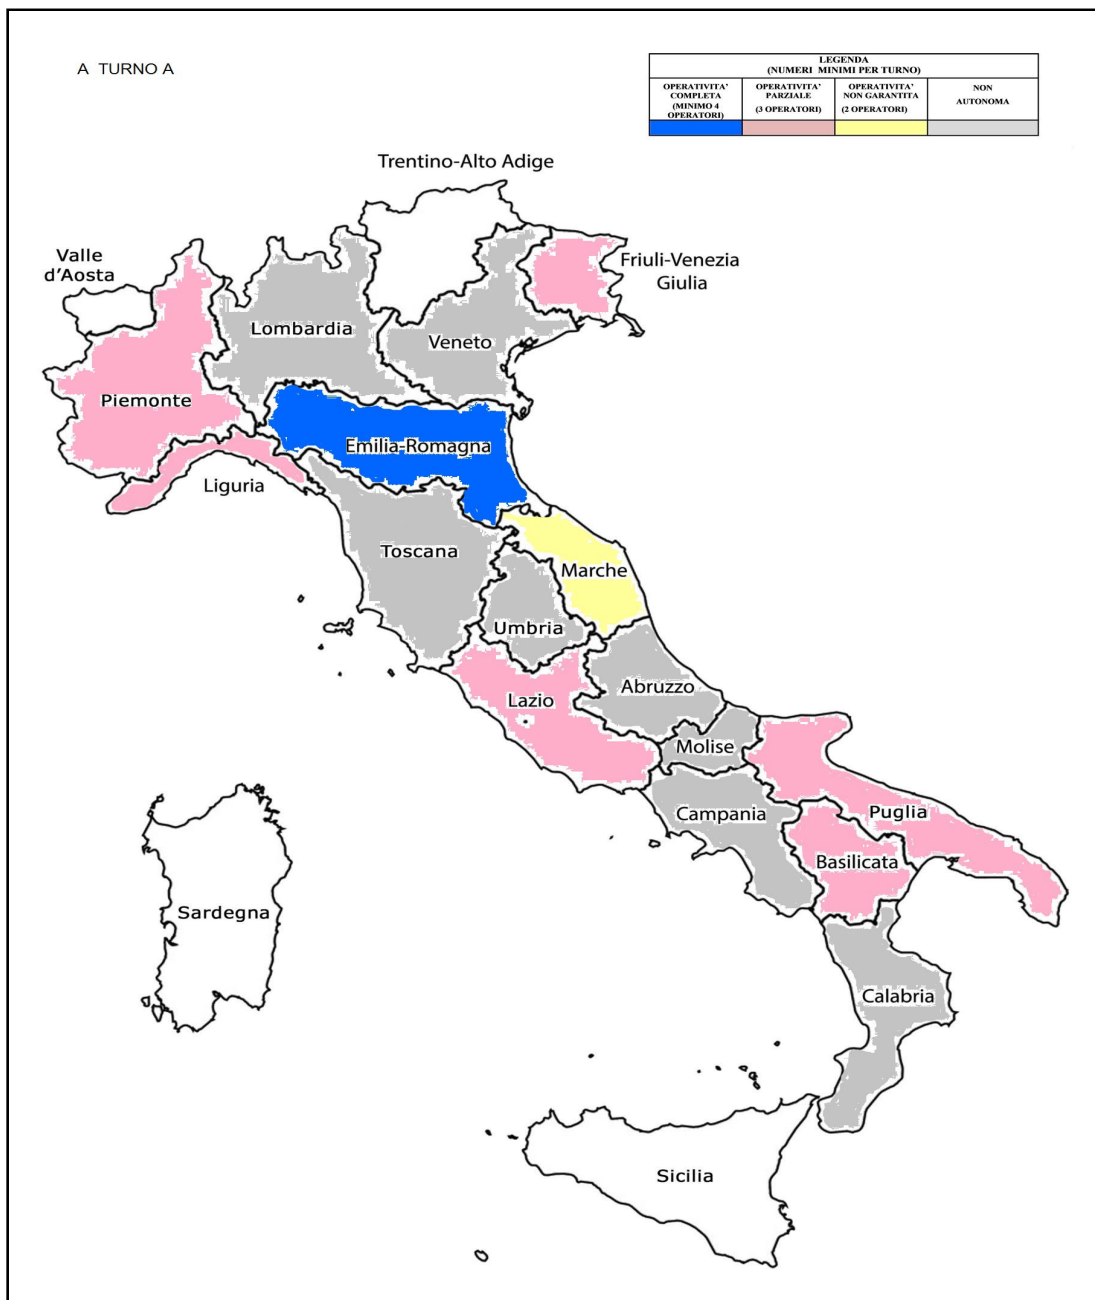 A TURNO A
LEGENDA
(NUMERI MINIMI PER TURNO)
OPERATIVITA'
COMPLETA
(MINIMO 4
OPERATORI)
OPERATIVITA'
PARZIALE
(3 OPERATORI)
OPERATIVITA'
NON GARANTITA
(2 OPERATORI)
NON
AUTONOMA
Trentino-Alto Adige
Valle
d'Aosta
Friuli-Venezia
Giulia
Lombardia
Veneto
Piemonte
Emilia-Romagna
Liguria
Toscana
Marche
Umbria
Lazio
Abruzzo
Molise
Campania
Puglia
Basilicata
Sardegna
Calabria
Sicilia